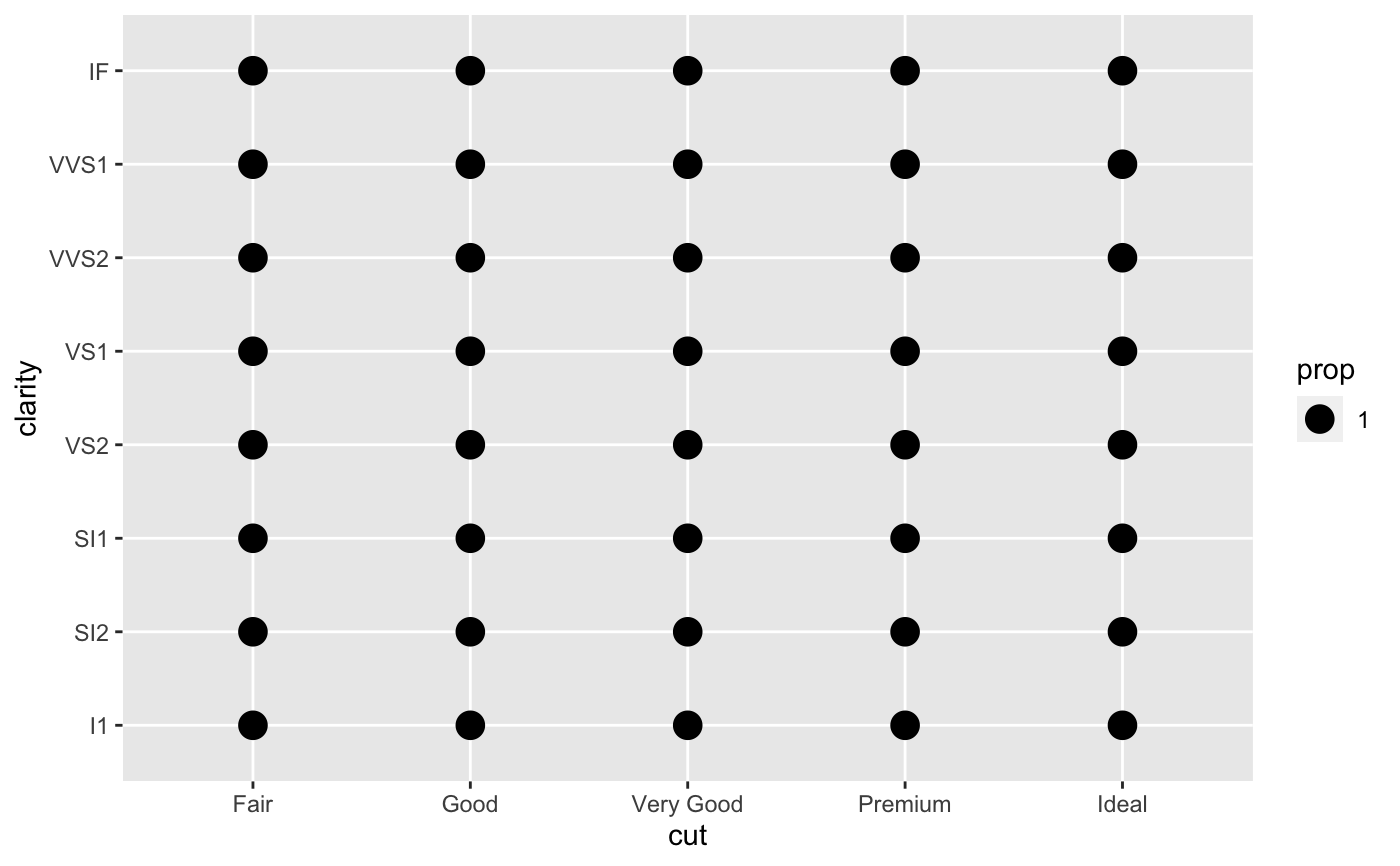 IF
VVS1
VVS2
VS1
VS2
SI1
SI2
I1
clarity
Fair Good Very Good Premium Ideal
cut
prop
1